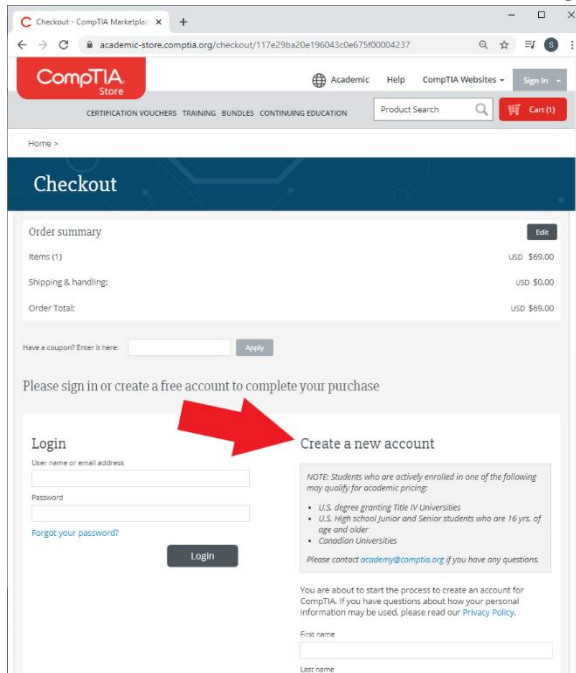 Checkout - CompTIA Marketplac
academic-store.comptia.org/checkout/117e29ba20e196043c0e675f00004237
S
CompTIA.
Store
Academic Help CompTIA Websites Sign In
CERTIFICATION VOUCHERS TRAINING BUNDLES CONTINUING EDUCATION Product Search Cart (1)
Home >
Checkout
Order summary Edit
Items (1) USD $69.00
Shipping & handling: USD $0.00
Order Total: USD $69.00
Have a coupon? Enter it here: Apply
Please sign in or create a free account to complete your purchase
Login
User name or email address
Password
Forgot your password?
Login
Create a new account
NOTE: Students who are actively enrolled in one of the following
may qualify for academic pricing:
• U.S. degree granting Title IV Universities
• U.S. High school Junior and Senior students who are 16 yrs. of
age and older
• Canadian Universities
Please contact academy@comptia.org if you have any questions.
You are about to start the process to create an account for
CompTIA. If you have questions about how your personal
information may be used, please read our Privacy Policy.
First name
Last name